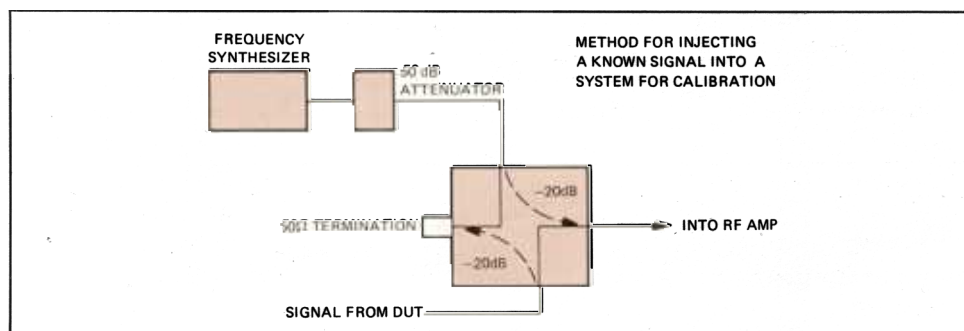 FREQUENCY
SYNTHESIZER
METHOD FOR INJECTING
A KNOWN SIGNAL INTO A
SYSTEM FOR CALIBRATION
50 dB
ATTENUATOR
-20dB
50Ω TERMINATION
INTO RF AMP
-20dB
SIGNAL FROM DUT